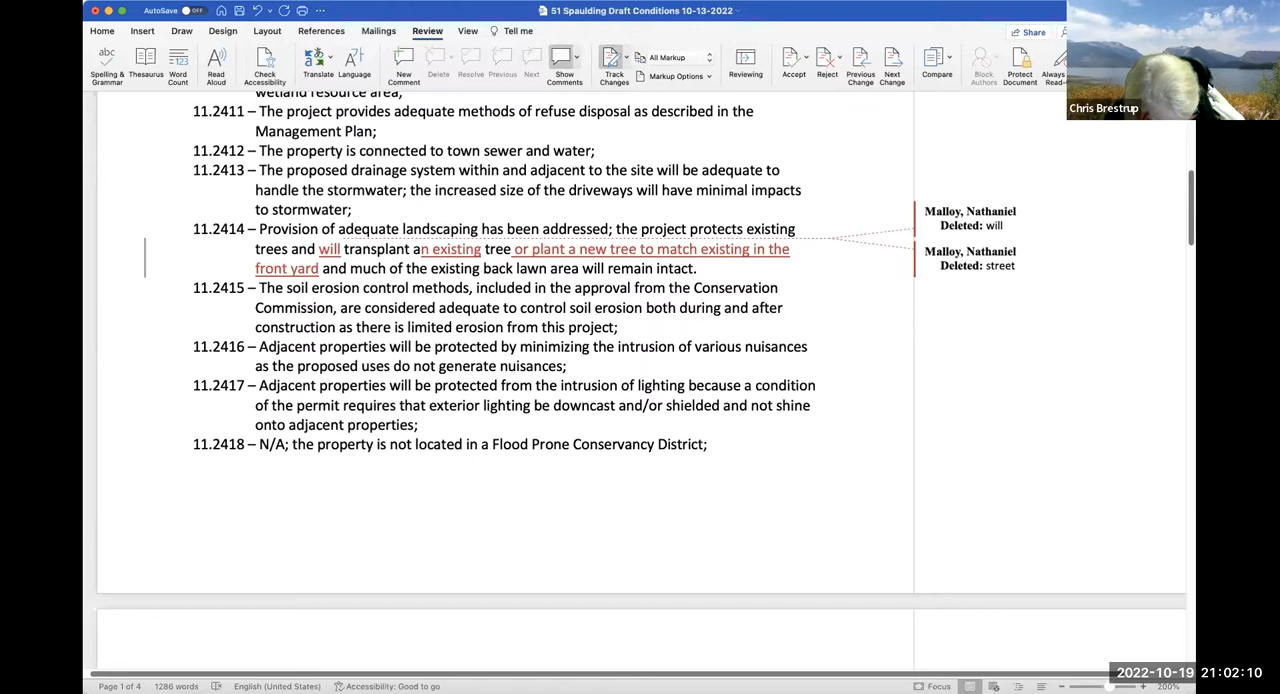 AutoSave OFF
51 Spaulding Draft Conditions 10-13-2022
Home Insert Draw Design Layout References Mailings Review View Tell me
Share
abc
Spelling & Grammar
Thesaurus
Word Count
Read Aloud
Check Accessibility
Translate
Language
New Comment
Delete
Resolve
Previous
Next
Show Comments
Track Changes
All Markup
Markup Options
Reviewing
Accept
Reject
Previous Change
Next Change
Compare
Block Authors
Protect Document
Always
Read-
Chris Brestrup
wetland resource area;
11.2411 – The project provides adequate methods of refuse disposal as described in the
Management Plan;
11.2412 – The property is connected to town sewer and water;
11.2413 – The proposed drainage system within and adjacent to the site will be adequate to
handle the stormwater; the increased size of the driveways will have minimal impacts
to stormwater;
11.2414 – Provision of adequate landscaping has been addressed; the project protects existing
trees and will transplant an existing tree or plant a new tree to match existing in the
front yard and much of the existing back lawn area will remain intact.
11.2415 – The soil erosion control methods, included in the approval from the Conservation
Commission, are considered adequate to control soil erosion both during and after
construction as there is limited erosion from this project;
11.2416 – Adjacent properties will be protected by minimizing the intrusion of various nuisances
as the proposed uses do not generate nuisances;
11.2417 – Adjacent properties will be protected from the intrusion of lighting because a condition
of the permit requires that exterior lighting be downcast and/or shielded and not shine
onto adjacent properties;
11.2418 – N/A; the property is not located in a Flood Prone Conservancy District;
Malloy, Nathaniel
Deleted: will
Malloy, Nathaniel
Deleted: street
Page 1 of 4 1286 words English (United States) Accessibility: Good to go
Focus
200%
2022-10-19 21:02:10